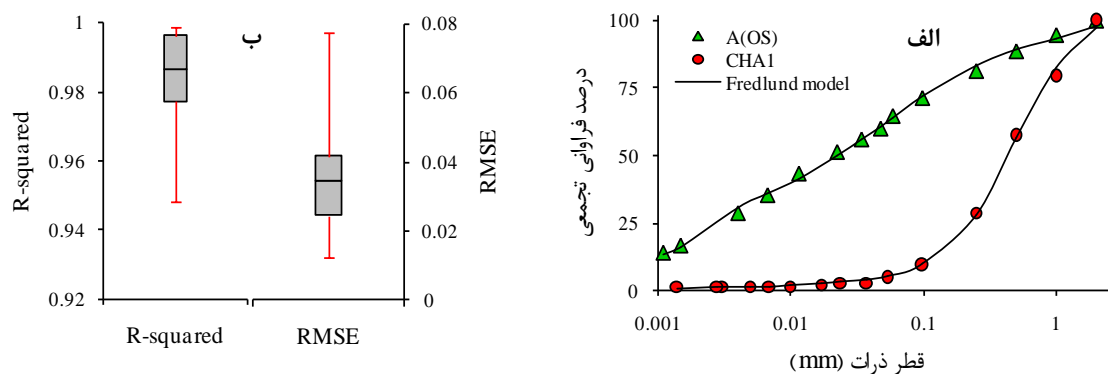 ب
1
0.98
0.96
0.94
0.92
R-squared
0.08
0.06
0.04
0.02
0
RMSE
R-squared RMSE
الف
A(OS)
CHA1
Fredlund model
100
75
50
25
0
درصد فراوانی تجمعی
0.001 0.01 0.1 1
قطر ذرات (mm)